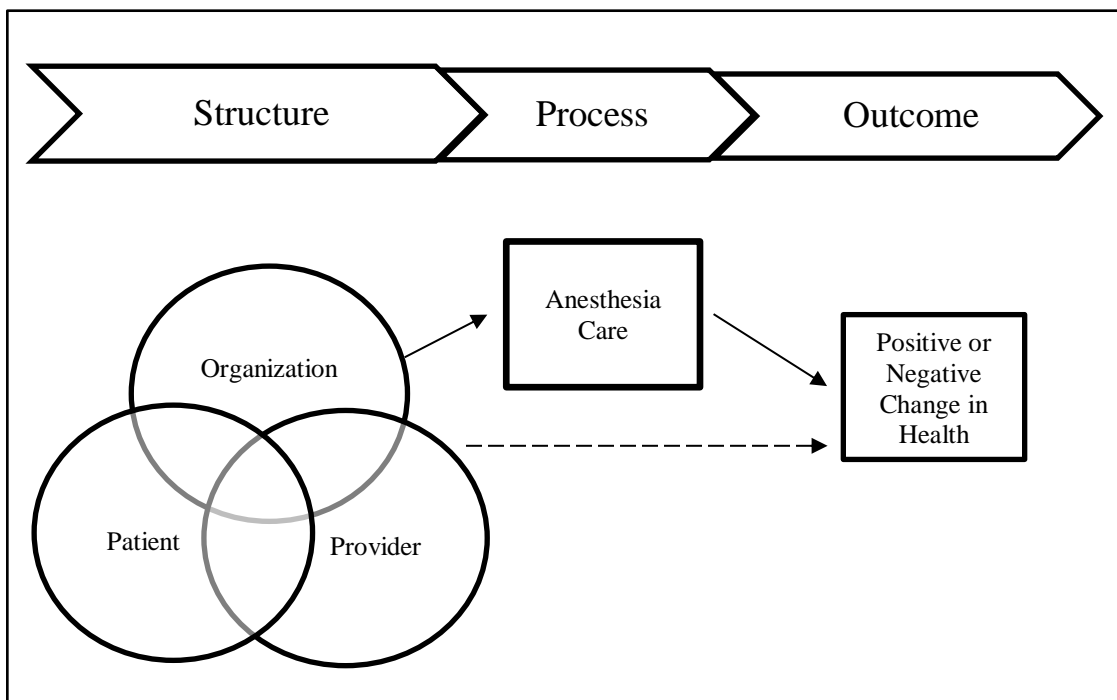 Structure
Process
Outcome
Anesthesia
Care
Organization
Positive or
Negative
Change in
Health
Patient
Provider